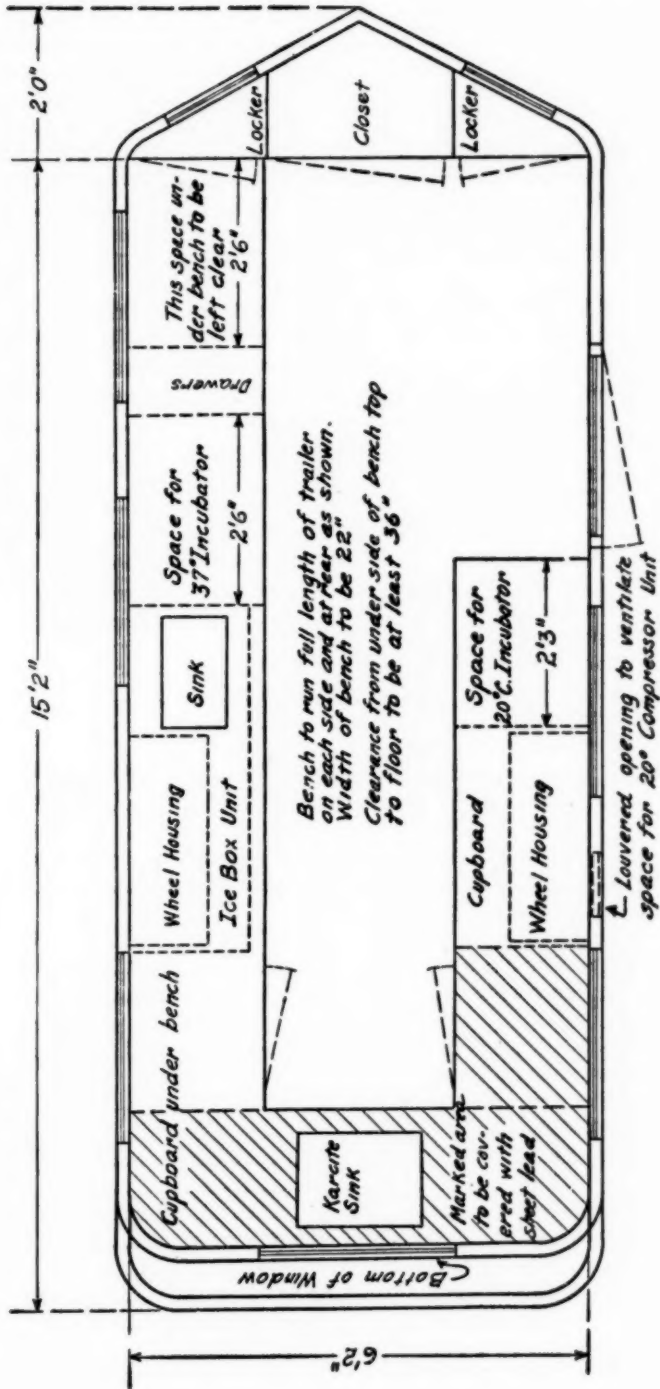 2'0"
15'2"
Locker
Closet
Locker
This space un-
der bench to be
left clear
2'6"
Drawers
Space for
37° Incubator
2'6"
Sink
Wheel Housing
Ice Box Unit
Cupboard under bench
Bench to run full length of trailer
on each side and at rear as shown.
Width of bench to be 22"
Clearance from under side of bench top
to floor to be at least 36"
Space for
20°C. Incubator
2'3"
Cupboard
Wheel Housing
Louvered opening to ventilate
space for 20° Compressor Unit
Karcite
Sink
Marked area
to be cov-
ered with
sheet lead
Bottom of Window
6'2"